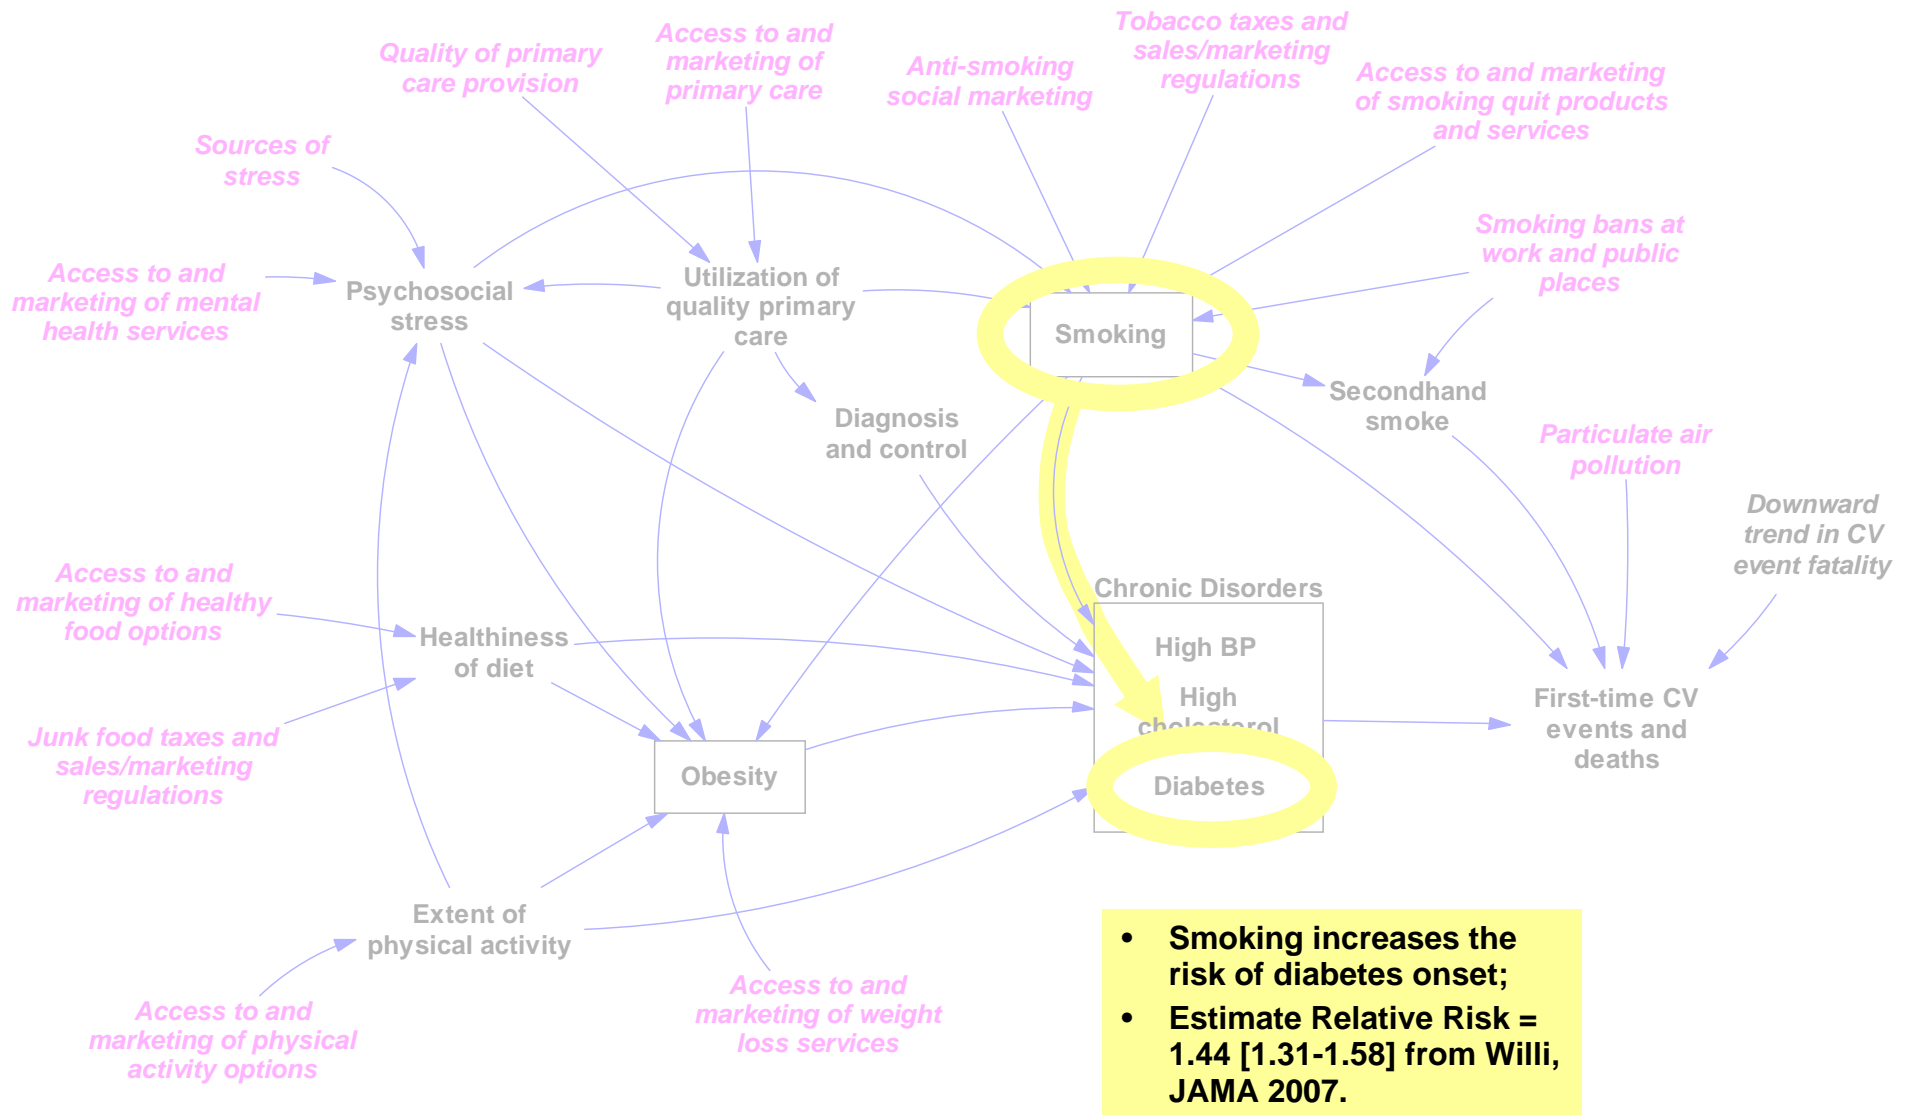 Quality of primary
care provision
Access to and
marketing of
primary care
Anti-smoking
social marketing
Tobacco taxes and
sales/marketing
regulations
Access to and marketing
of smoking quit products
and services
Sources of
stress
Smoking bans at
work and public
places
Access to and
marketing of mental
health services
Psychosocial
stress
Utilization of
quality primary
care
Smoking
Secondhand
smoke
Diagnosis
and control
Particulate air
pollution
Downward
trend in CV
event fatality
Access to and
marketing of healthy
food options
Healthiness
of diet
Chronic Disorders
High BP
High
cholesterol
Diabetes
First-time CV
events and
deaths
Junk food taxes and
sales/marketing
regulations
Obesity
Extent of
physical activity
Access to and
marketing of physical
activity options
Access to and
marketing of weight
loss services
• Smoking increases the
risk of diabetes onset;
• Estimate Relative Risk =
1.44 [1.31-1.58] from Willi,
JAMA 2007.